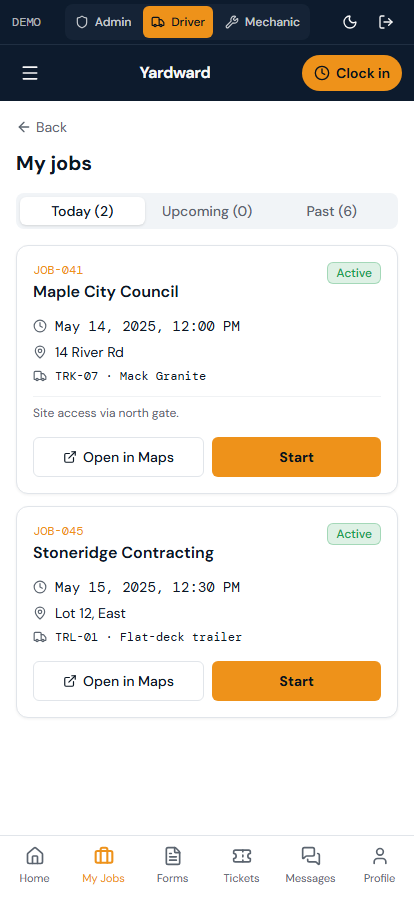 DEMO Admin Driver Mechanic
Yardward Clock in
Back
My jobs
Today (2) Upcoming (0) Past (6)
JOB-041 Active
Maple City Council
May 14, 2025, 12:00 PM
14 River Rd
TRK-07 · Mack Granite
Site access via north gate.
Open in Maps Start
JOB-045 Active
Stoneridge Contracting
May 15, 2025, 12:30 PM
Lot 12, East
TRL-01 · Flat-deck trailer
Open in Maps Start
Home My Jobs Forms Tickets Messages Profile